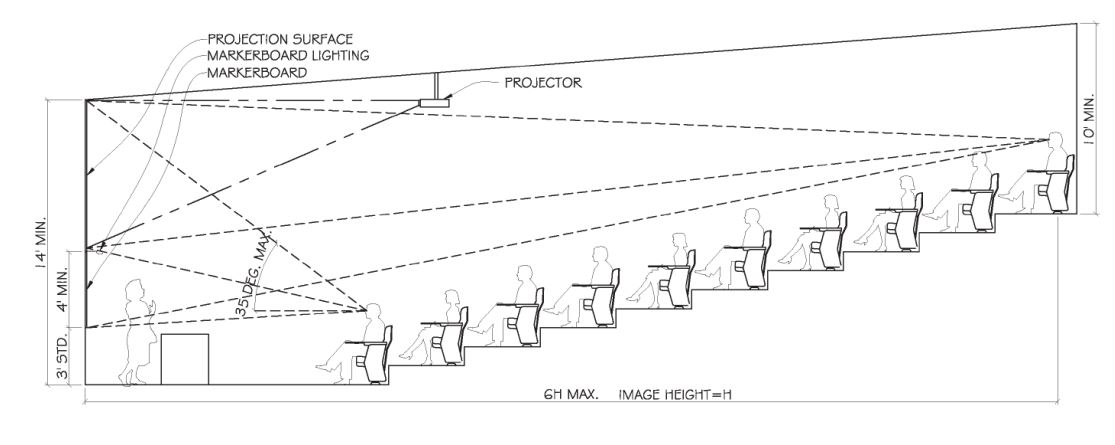 PROJECTION SURFACE
MARKERBOARD LIGHTING
MARKERBOARD
PROJECTOR
10' MIN.
14' MIN.
35 DEG. MAX.
4' MIN.
3' STD.
6H MAX. IMAGE HEIGHT=H